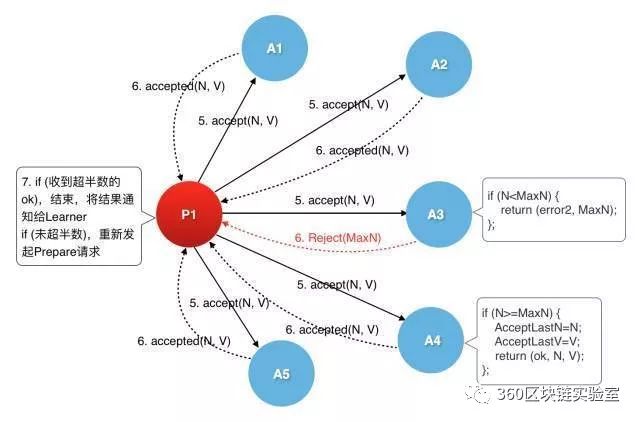 A1
A2
6. accepted(N, V)
5. accept(N, V)
5. accept(N, V)
6. accepted(N, V)
7. if (收到超半数的
ok)，结束，将结果通
知给Learner
if (未超半数)，重新发
起Prepare请求
P1
5. accept(N, V)
A3
if (N<MaxN) {
return (error2, MaxN);
};
6. Reject(MaxN)
5. accept(N, V)
5. accept(N, V)
6. accepted(N, V)
6. accepted(N, V)
A4
if (N>=MaxN) {
AcceptLastN=N;
AcceptLastV=V;
return (ok, N, V);
};
A5
360区块链实验室